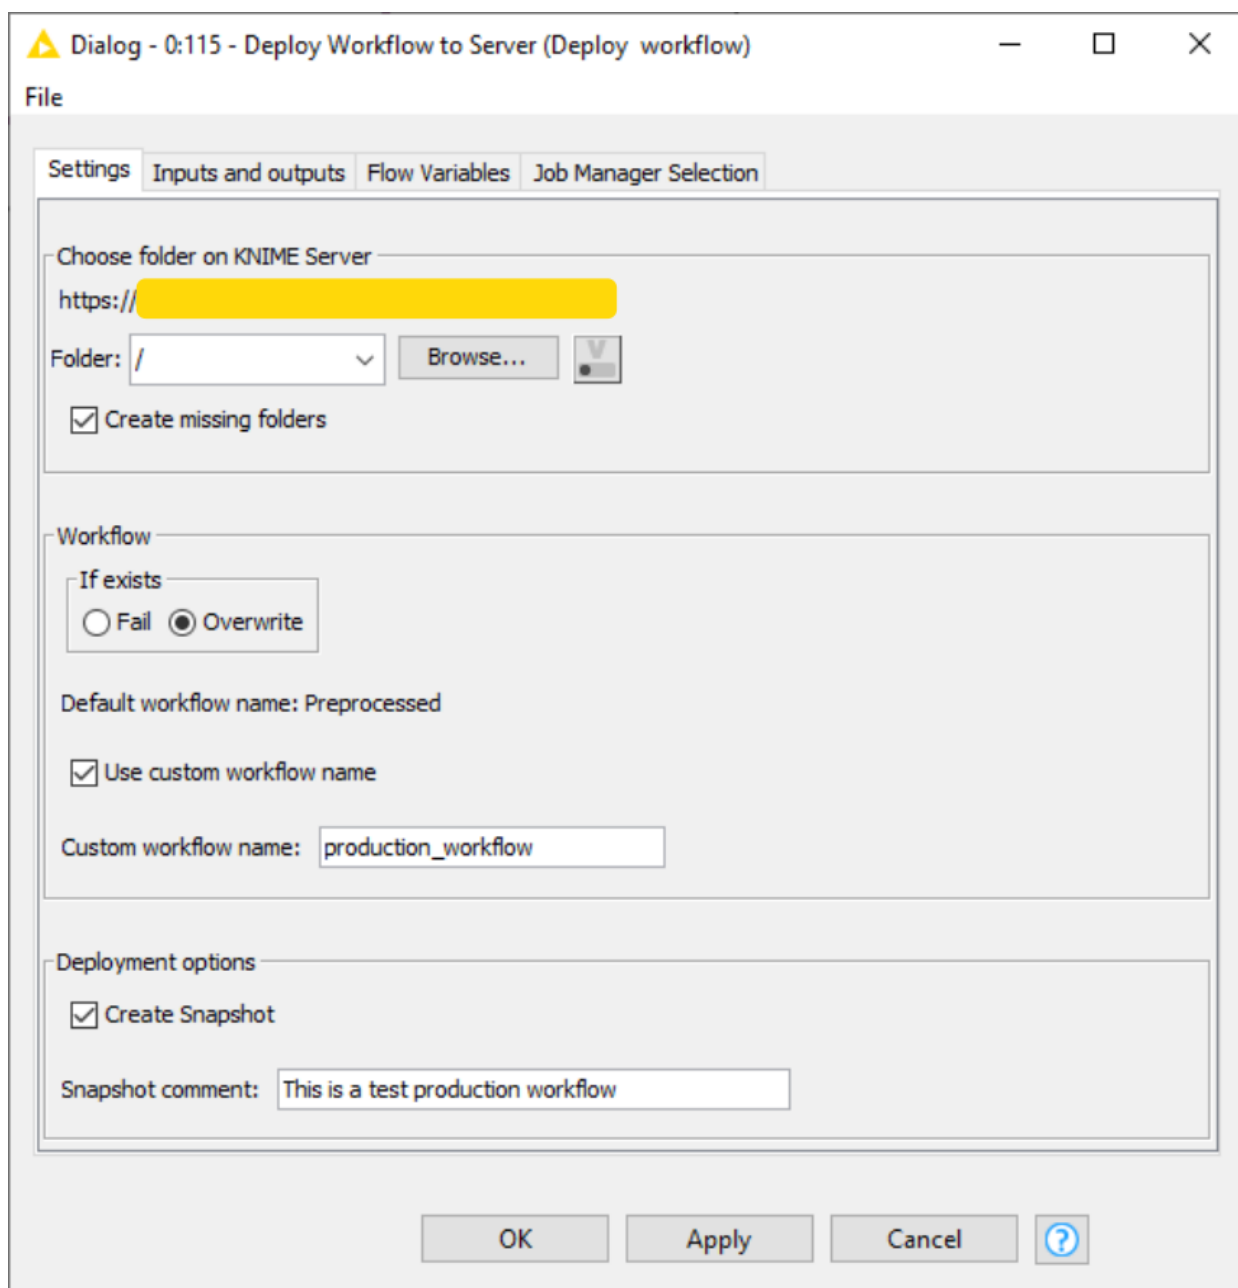 Dialog - 0:115 - Deploy Workflow to Server (Deploy  workflow)
File
Settings Inputs and outputs Flow Variables Job Manager Selection
Choose folder on KNIME Server
https://
Folder: / Browse... V
Create missing folders
Workflow
If exists
Fail Overwrite
Default workflow name: Preprocessed
Use custom workflow name
Custom workflow name: production_workflow
Deployment options
Create Snapshot
Snapshot comment: This is a test production workflow
OK Apply Cancel ?